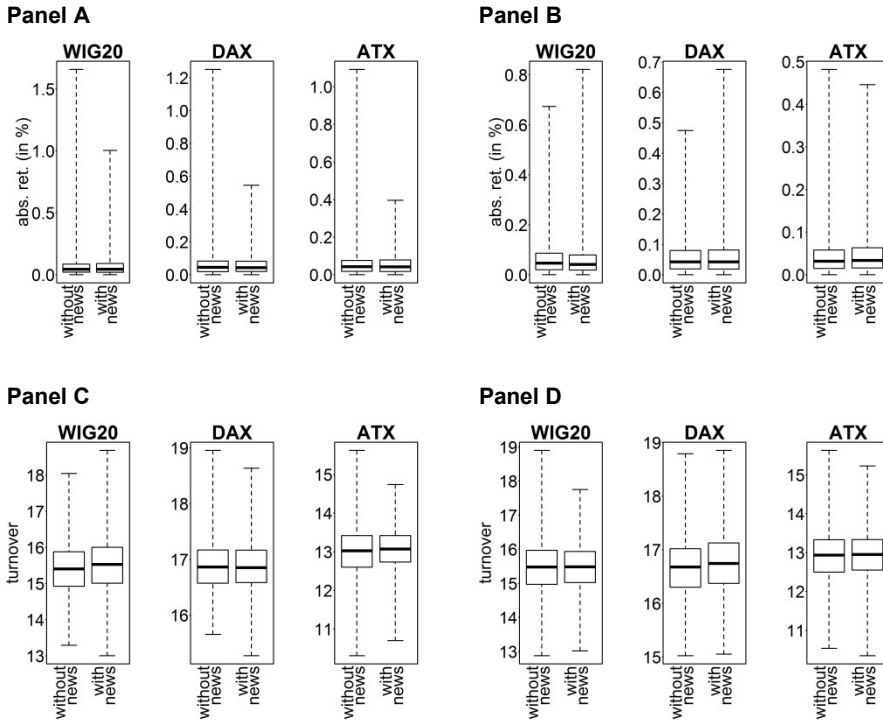 Panel A
Panel B
WIG20
DAX
ATX
WIG20
DAX
ATX
abs. ret. (in %)
1.5
1.0
0.5
0.0
without news
with news
1.2
1.0
0.8
0.6
0.4
0.2
0.0
without news
with news
1.0
0.8
0.6
0.4
0.2
0.0
without news
with news
abs. ret. (in %)
0.8
0.6
0.4
0.2
0.0
without news
with news
0.7
0.6
0.5
0.4
0.3
0.2
0.1
0.0
without news
with news
0.5
0.4
0.3
0.2
0.1
0.0
without news
with news
Panel C
Panel D
WIG20
DAX
ATX
WIG20
DAX
ATX
turnover
18
17
16
15
14
13
without news
with news
19
18
17
16
without news
with news
15
14
13
12
11
without news
with news
turnover
19
18
17
16
15
14
13
without news
with news
19
18
17
16
15
without news
with news
15
14
13
12
11
without news
with news